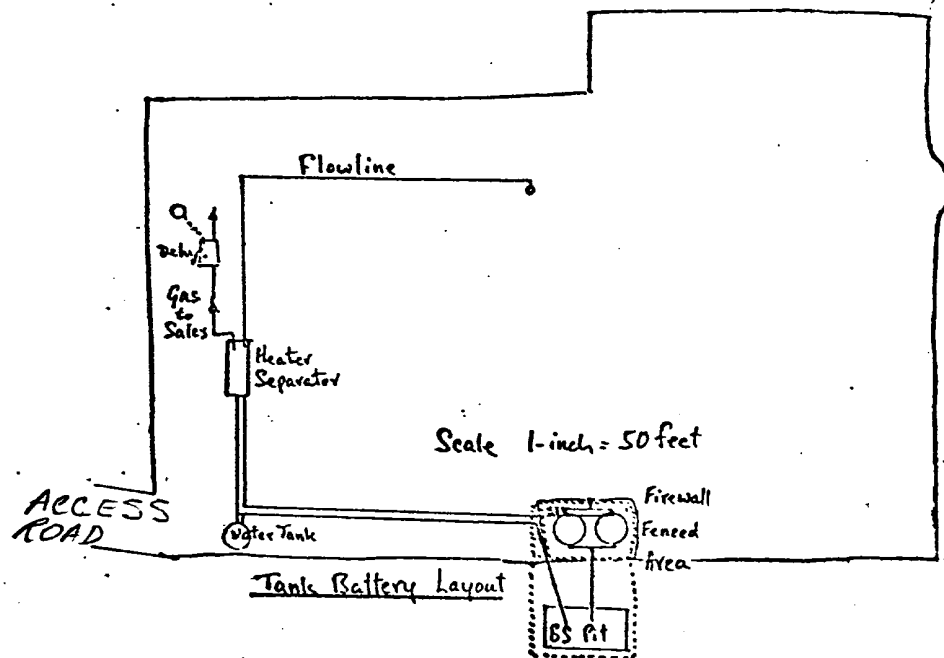 Flowline
Dehy.
Gas
to
Sales
Heater
Separator
Scale 1-inch = 50 feet
ACCESS
ROAD
Firewall
Fenced
Area
Water Tank
Tank Battery Layout
BS Pit